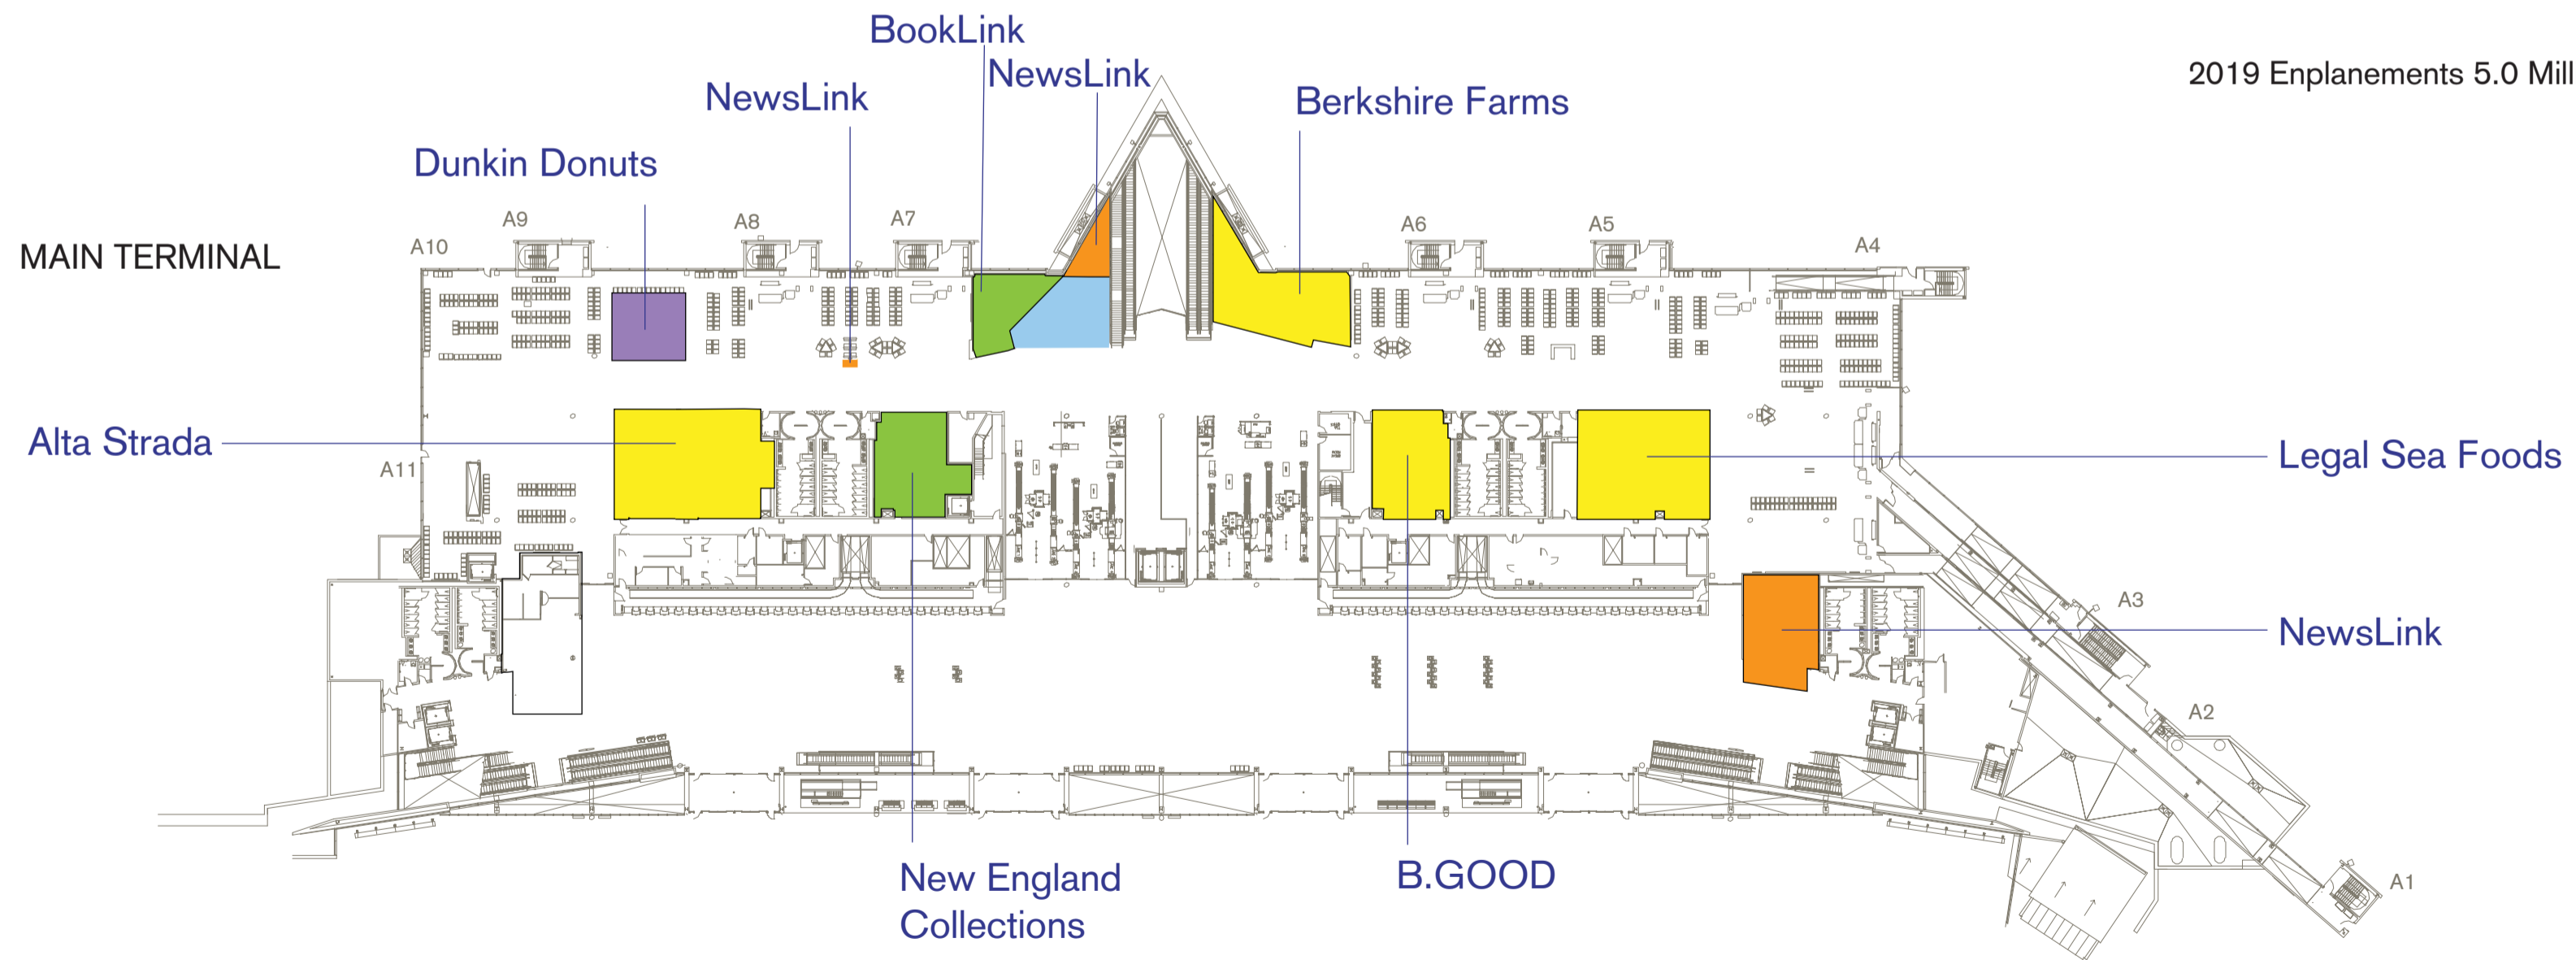 BookLink
2019 Enplanements 5.0 Mill
NewsLink
NewsLink
Berkshire Farms
Dunkin Donuts
A9
A8
A7
A6
A5
A10
A4
MAIN TERMINAL
Alta Strada
Legal Sea Foods
A11
A3
NewsLink
A2
New England
Collections
B.GOOD
A1